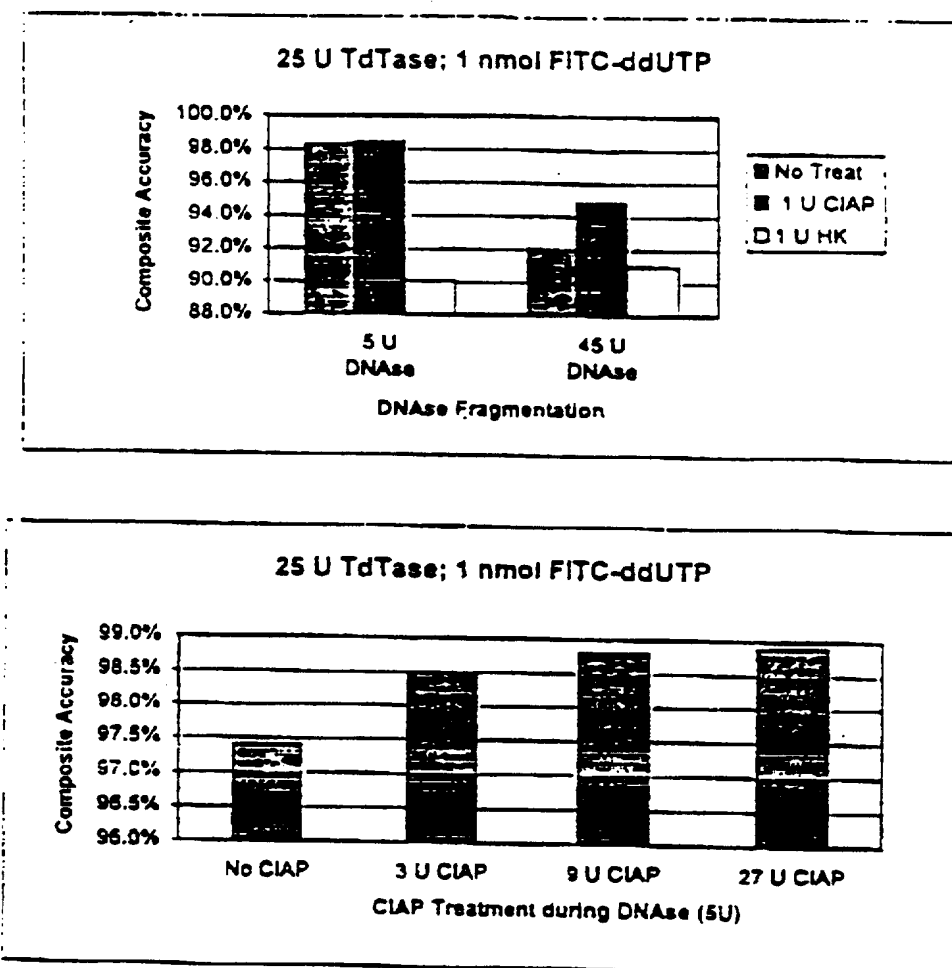 25 U TdTase; 1 nmol FITC-ddUTP
Composite Accuracy
100.0%
98.0%
96.0%
94.0%
92.0%
90.0%
88.0%
5 U
DNAse
45 U
DNAse
DNAse Fragmentation
No Treat
1 U CIAP
1 U HK
25 U TdTase; 1 nmol FITC-ddUTP
Composite Accuracy
99.0%
98.5%
98.0%
97.5%
97.0%
96.5%
96.0%
No CIAP
3 U CIAP
9 U CIAP
27 U CIAP
CIAP Treatment during DNAse (5U)